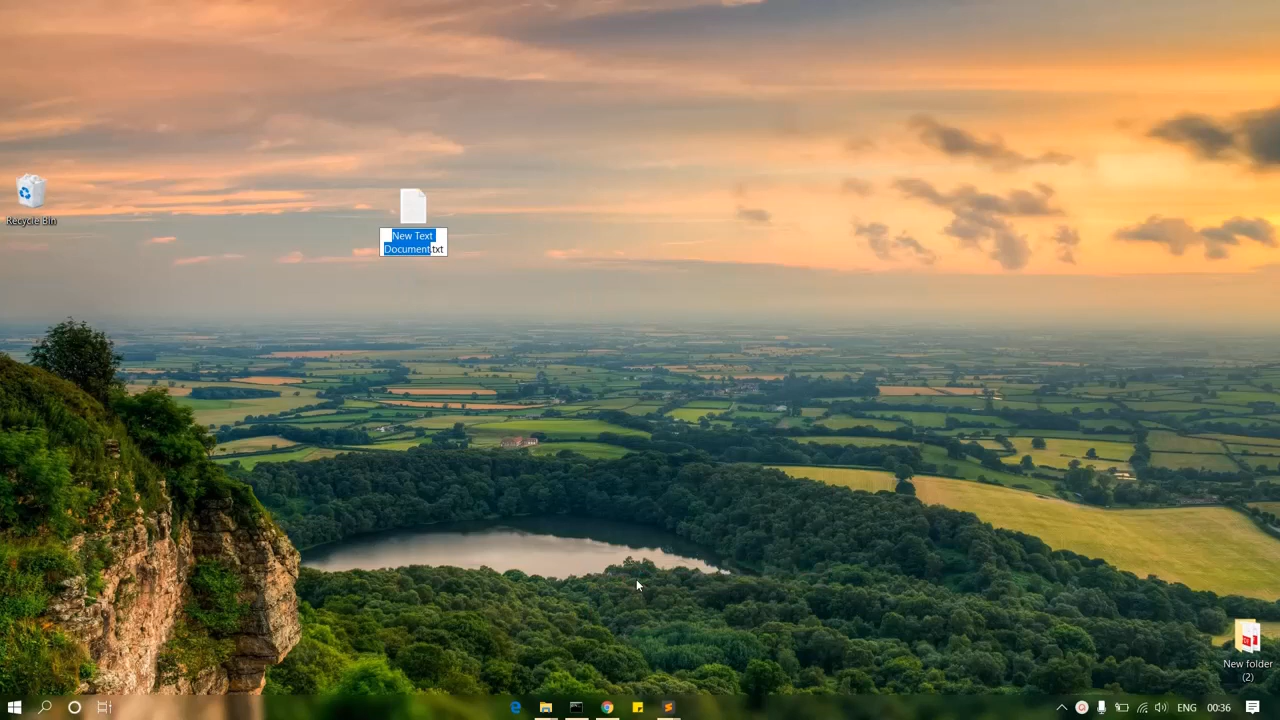 Recycle Bin
New Text
Document.txt
New folder
(2)
ENG
00:36